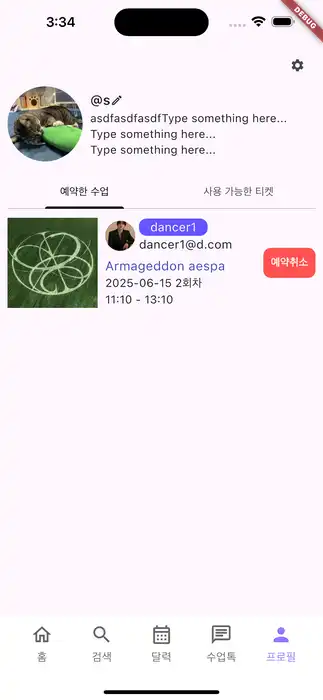 3:34
DEBUG
@s
asdfasdfasdfType something here...
Type something here...
Type something here...
예약한 수업
사용 가능한 티켓
dancer1
dancer1@d.com
Armageddon aespa
2025-06-15 2회차
11:10 - 13:10
예약취소
홈
검색
달력
수업톡
프로필